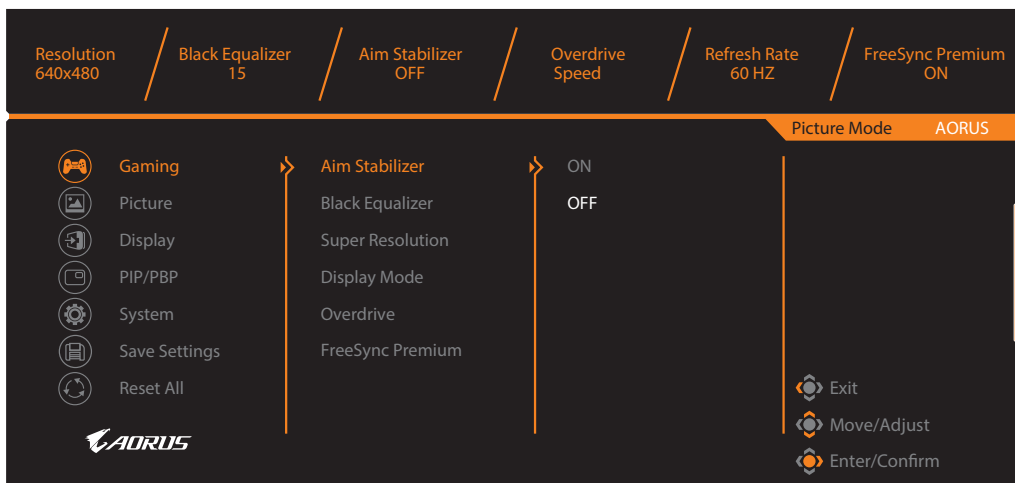 Resolution
640x480
Black Equalizer
15
Aim Stabilizer
OFF
Overdrive
Speed
Refresh Rate
60 HZ
FreeSync Premium
ON
Picture Mode AORUS
Gaming
Picture
Display
PIP/PBP
System
Save Settings
Reset All
AORUS
Aim Stabilizer
Black Equalizer
Super Resolution
Display Mode
Overdrive
FreeSync Premium
ON
OFF
Exit
Move/Adjust
Enter/Confirm